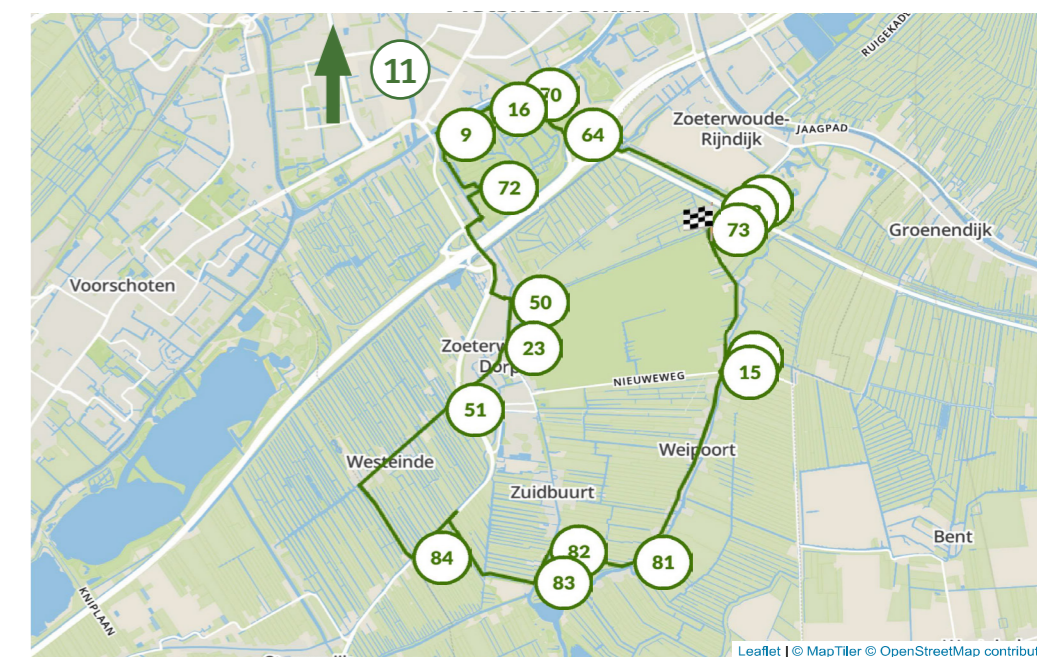 11
RUIGEKADE
70
16
9
64
Zoeterwoude-
Rijndijk
JAAGPAD
72
73
Groenendijk
Voorschoten
50
23
Dorp
15
NIEUWEWEG
51
Weipoort
Westeinde
Zuidbuurt
84
82
83
81
Bent
KNIPLAAN
Leaflet | © MapTiler © OpenStreetMap contribut